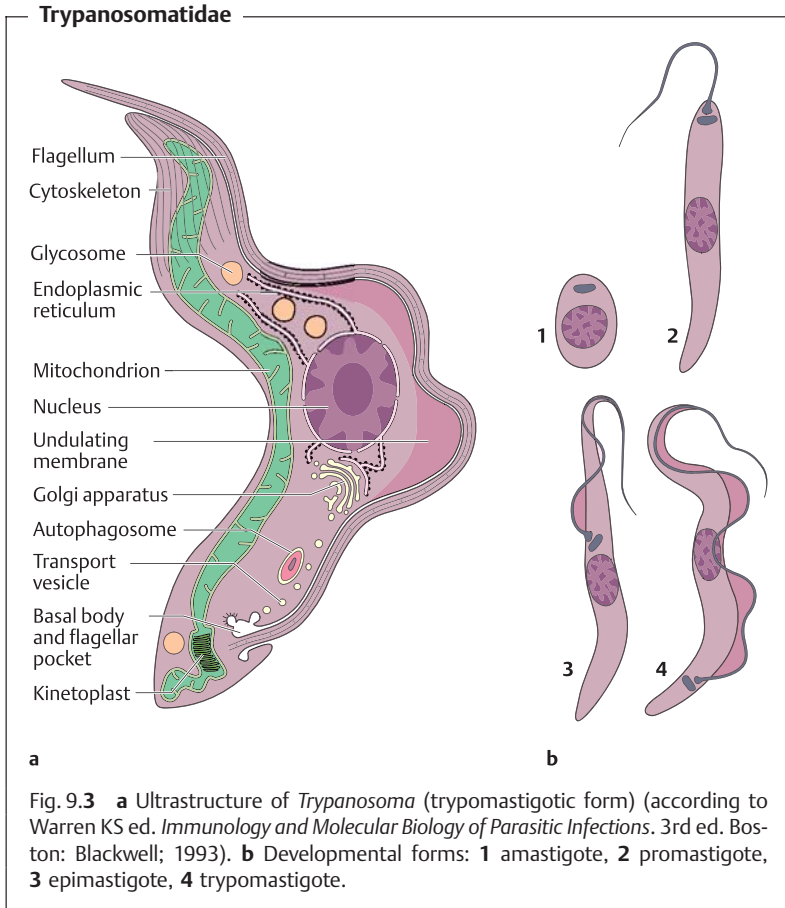 Trypanosomatidae
Flagellum
Cytoskeleton
Glycosome
Endoplasmic
reticulum
Mitochondrion
Nucleus
Undulating
membrane
Golgi apparatus
Autophagosome
Transport
vesicle
Basal body
and flagellar
pocket
Kinetoplast
a
1
2
3
4
b
Fig. 9.3 a Ultrastructure of Trypanosoma (trypomastigotic form) (according to
Warren KS ed. Immunology and Molecular Biology of Parasitic Infections. 3rd ed. Bos-
ton: Blackwell; 1993). b Developmental forms: 1 amastigote, 2 promastigote,
3 epimastigote, 4 trypomastigote.